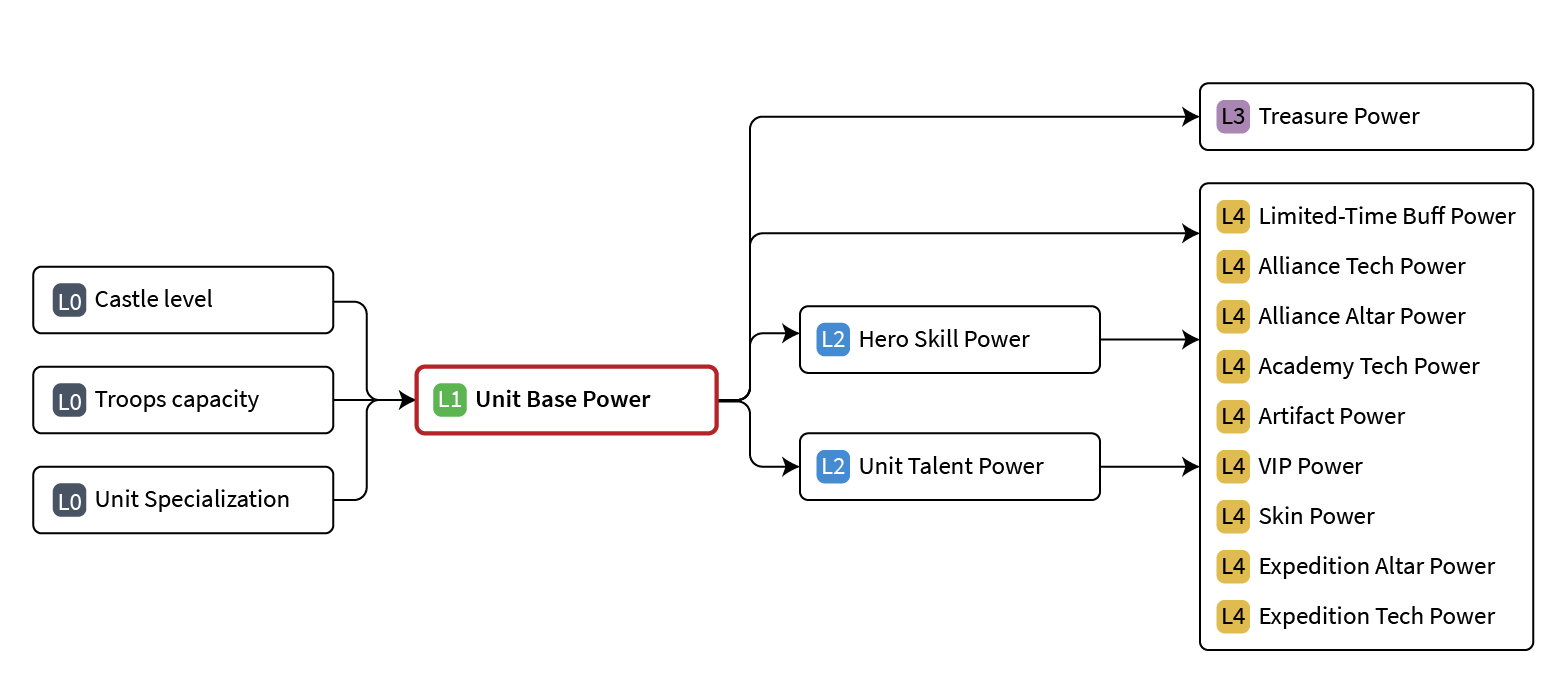 L3 Treasure Power
L4 Limited-Time Buff Power
L4 Alliance Tech Power
L4 Alliance Altar Power
L4 Academy Tech Power
L4 Artifact Power
L4 VIP Power
L4 Skin Power
L4 Expedition Altar Power
L4 Expedition Tech Power
L0 Castle level
L0 Troops capacity
L0 Unit Specialization
L1 Unit Base Power
L2 Hero Skill Power
L2 Unit Talent Power